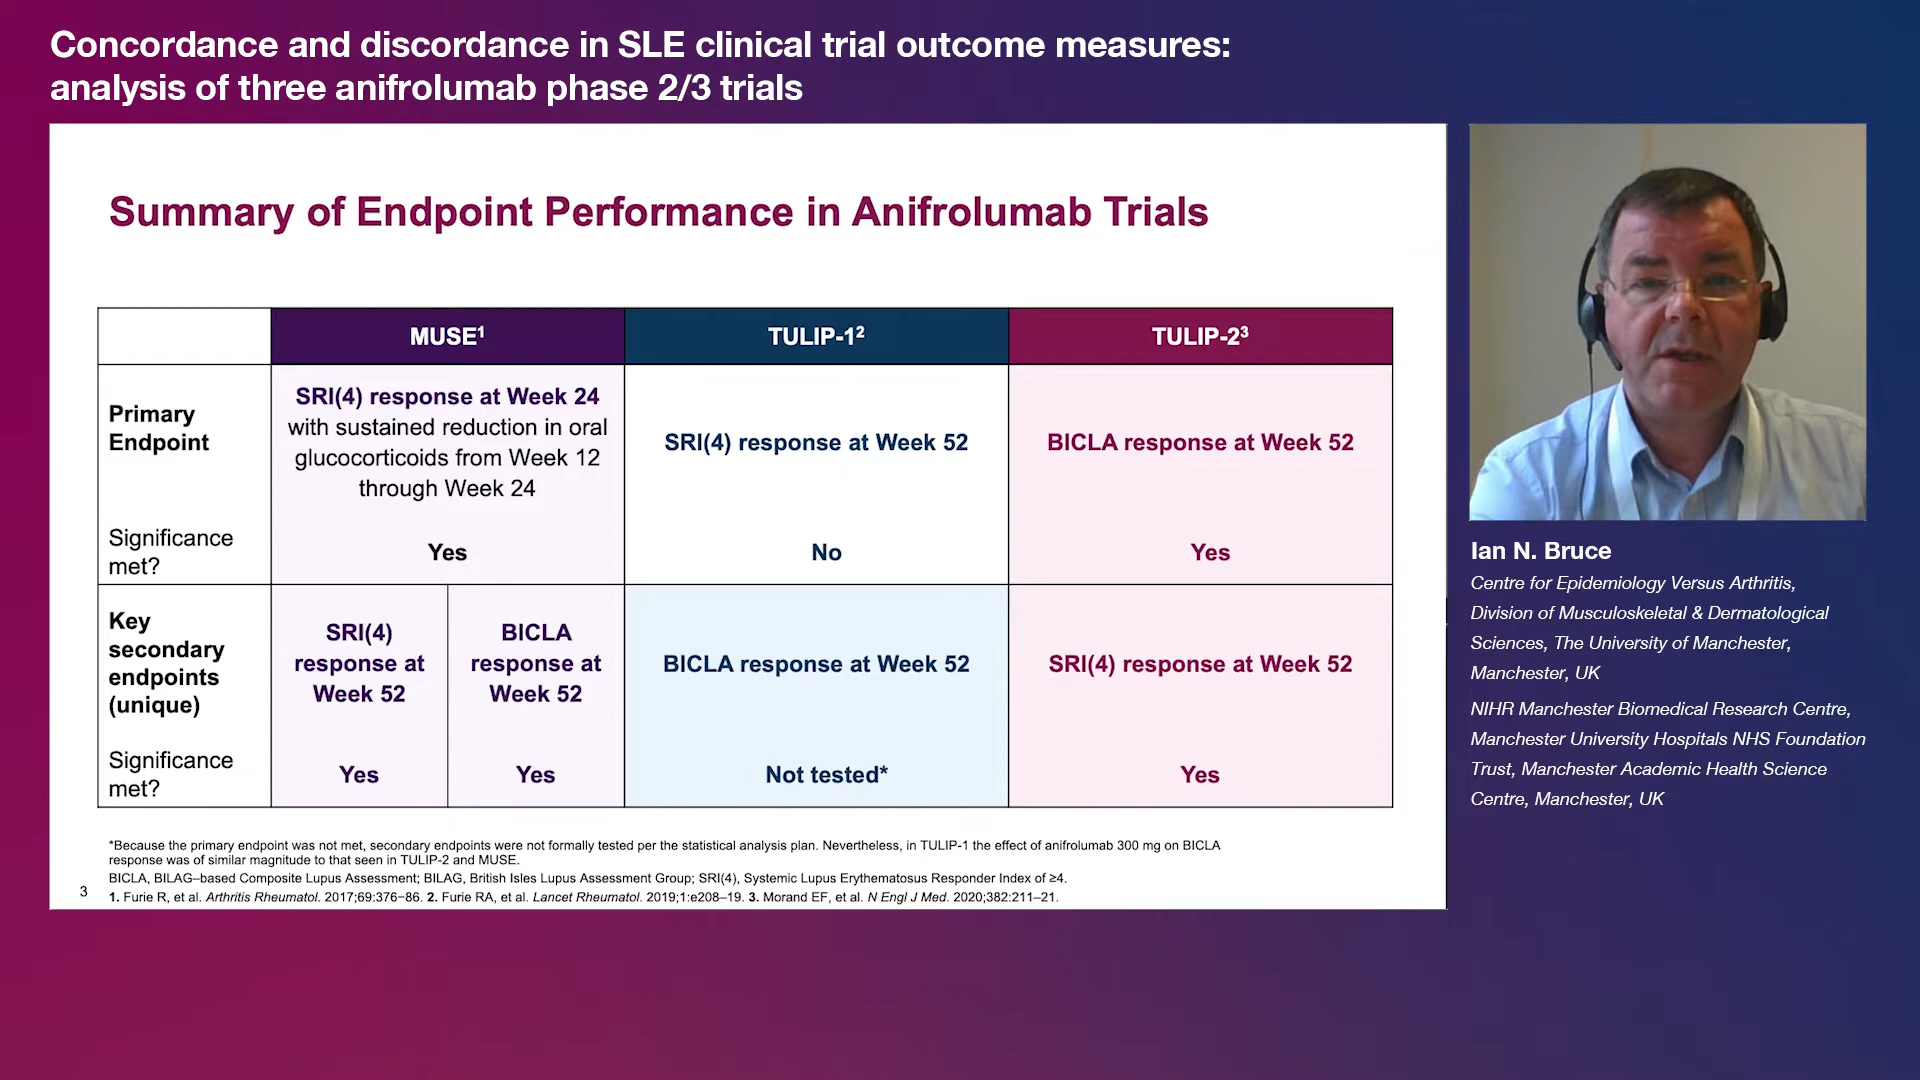 Concordance and discordance in SLE clinical trial outcome measures:
analysis of three anifrolumab phase 2/3 trials
Summary of Endpoint Performance in Anifrolumab Trials
MUSE¹
TULIP-1²
TULIP-2³
Primary
Endpoint
SRI(4) response at Week 24
with sustained reduction in oral
glucocorticoids from Week 12
through Week 24
SRI(4) response at Week 52
BICLA response at Week 52
Significance
met?
Yes
No
Yes
Key
secondary
endpoints
(unique)
SRI(4)
response at
Week 52
BICLA
response at
Week 52
BICLA response at Week 52
SRI(4) response at Week 52
Significance
met?
Yes
Yes
Not tested*
Yes
*Because the primary endpoint was not met, secondary endpoints were not formally tested per the statistical analysis plan. Nevertheless, in TULIP-1 the effect of anifrolumab 300 mg on BICLA
response was of similar magnitude to that seen in TULIP-2 and MUSE.
BICLA, BILAG–based Composite Lupus Assessment; BILAG, British Isles Lupus Assessment Group; SRI(4), Systemic Lupus Erythematosus Responder Index of ≥4.
1. Furie R, et al. Arthritis Rheumatol. 2017;69:376−86. 2. Furie RA, et al. Lancet Rheumatol. 2019;1:e208–19. 3. Morand EF, et al. N Engl J Med. 2020;382:211–21.
3
Ian N. Bruce
Centre for Epidemiology Versus Arthritis,
Division of Musculoskeletal & Dermatological
Sciences, The University of Manchester,
Manchester, UK
NIHR Manchester Biomedical Research Centre,
Manchester University Hospitals NHS Foundation
Trust, Manchester Academic Health Science
Centre, Manchester, UK